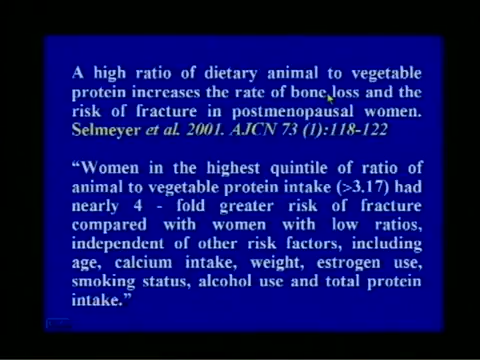 A high ratio of dietary animal to vegetable
protein increases the rate of bone loss and the
risk of fracture in postmenopausal women.
Selmeyer et al. 2001. AJCN 73 (1):118-122
“Women in the highest quintile of ratio of
animal to vegetable protein intake (>3.17) had
nearly 4 - fold greater risk of fracture
compared with women with low ratios,
independent of other risk factors, including
age, calcium intake, weight, estrogen use,
smoking status, alcohol use and total protein
intake.”